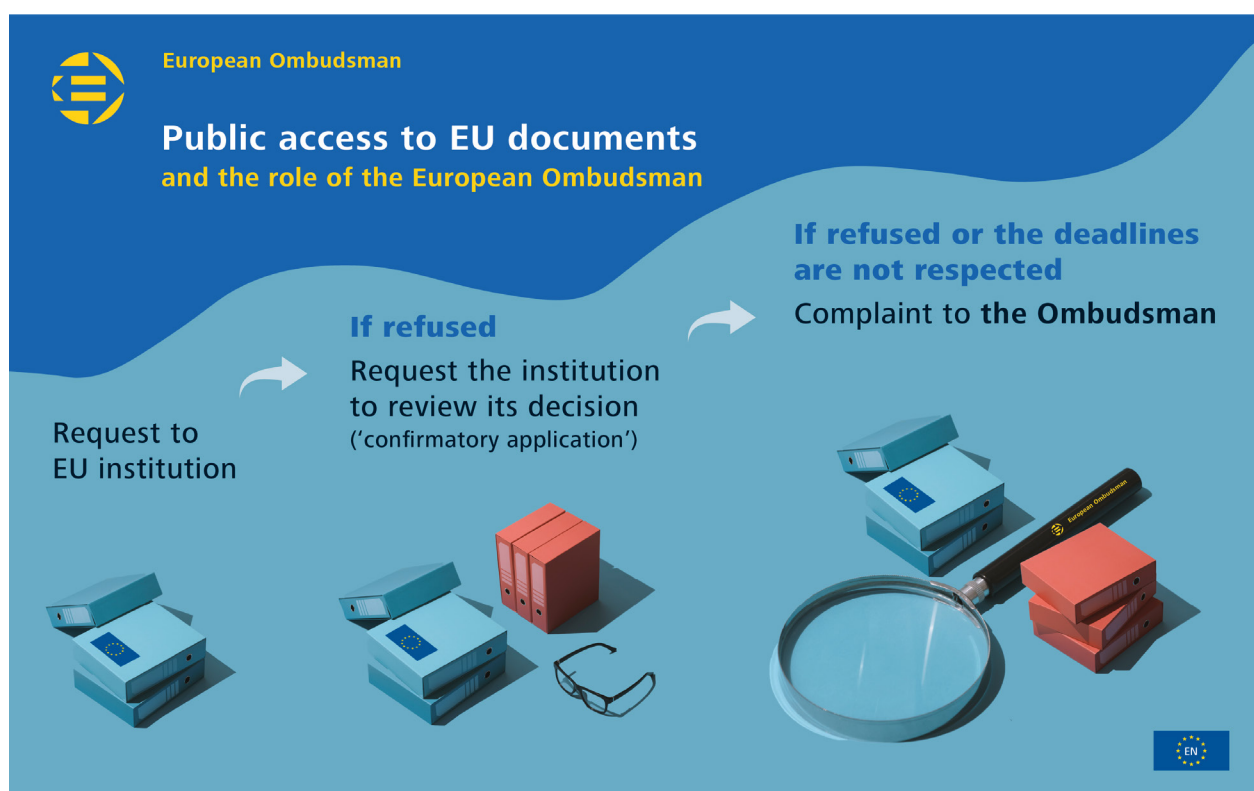 European Ombudsman
Public access to EU documents
and the role of the European Ombudsman
Request to
EU institution
If refused
Request the institution
to review its decision
(‘confirmatory application’)
If refused or the deadlines
are not respected
Complaint to the Ombudsman
European Ombudsman
EN